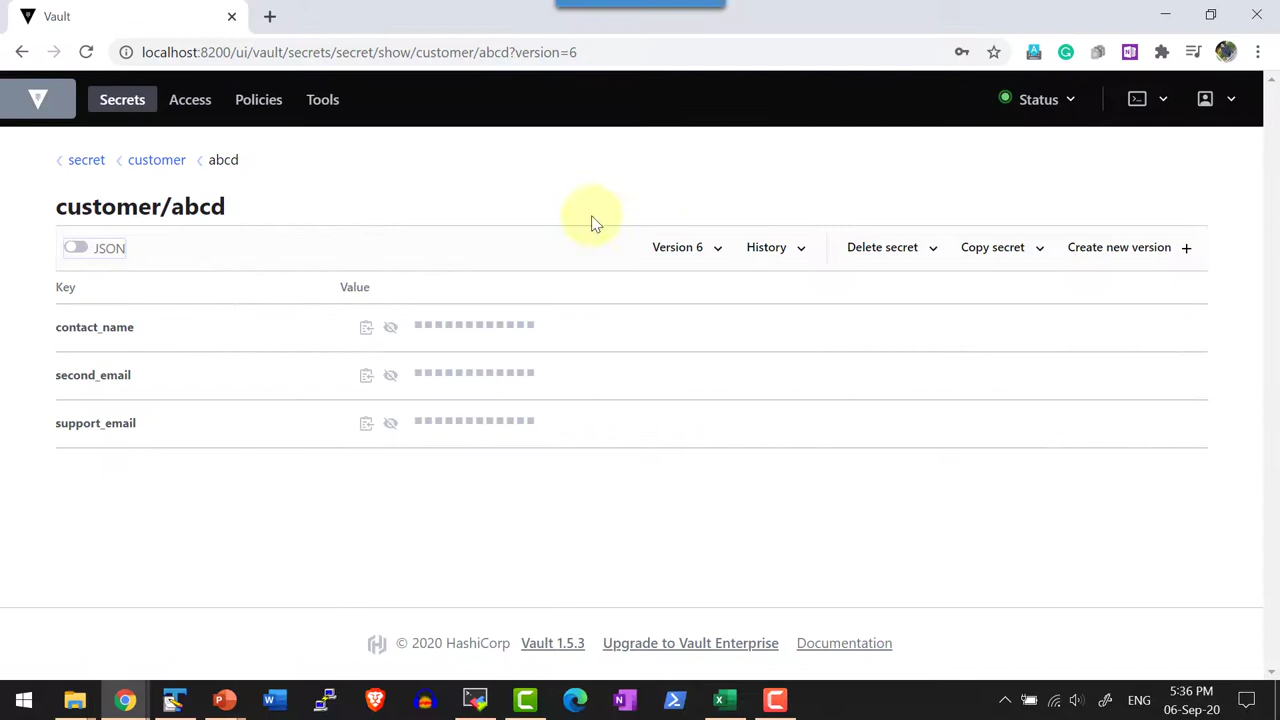 Vault
localhost:8200/ui/vault/secrets/secret/show/customer/abcd?version=6
Secrets Access Policies Tools Status
secret customer abcd
customer/abcd
JSON Version 6 History Delete secret Copy secret Create new version
Key Value
contact_name
second_email
support_email
© 2020 HashiCorp Vault 1.5.3 Upgrade to Vault Enterprise Documentation
ENG 5:36 PM
06-Sep-20